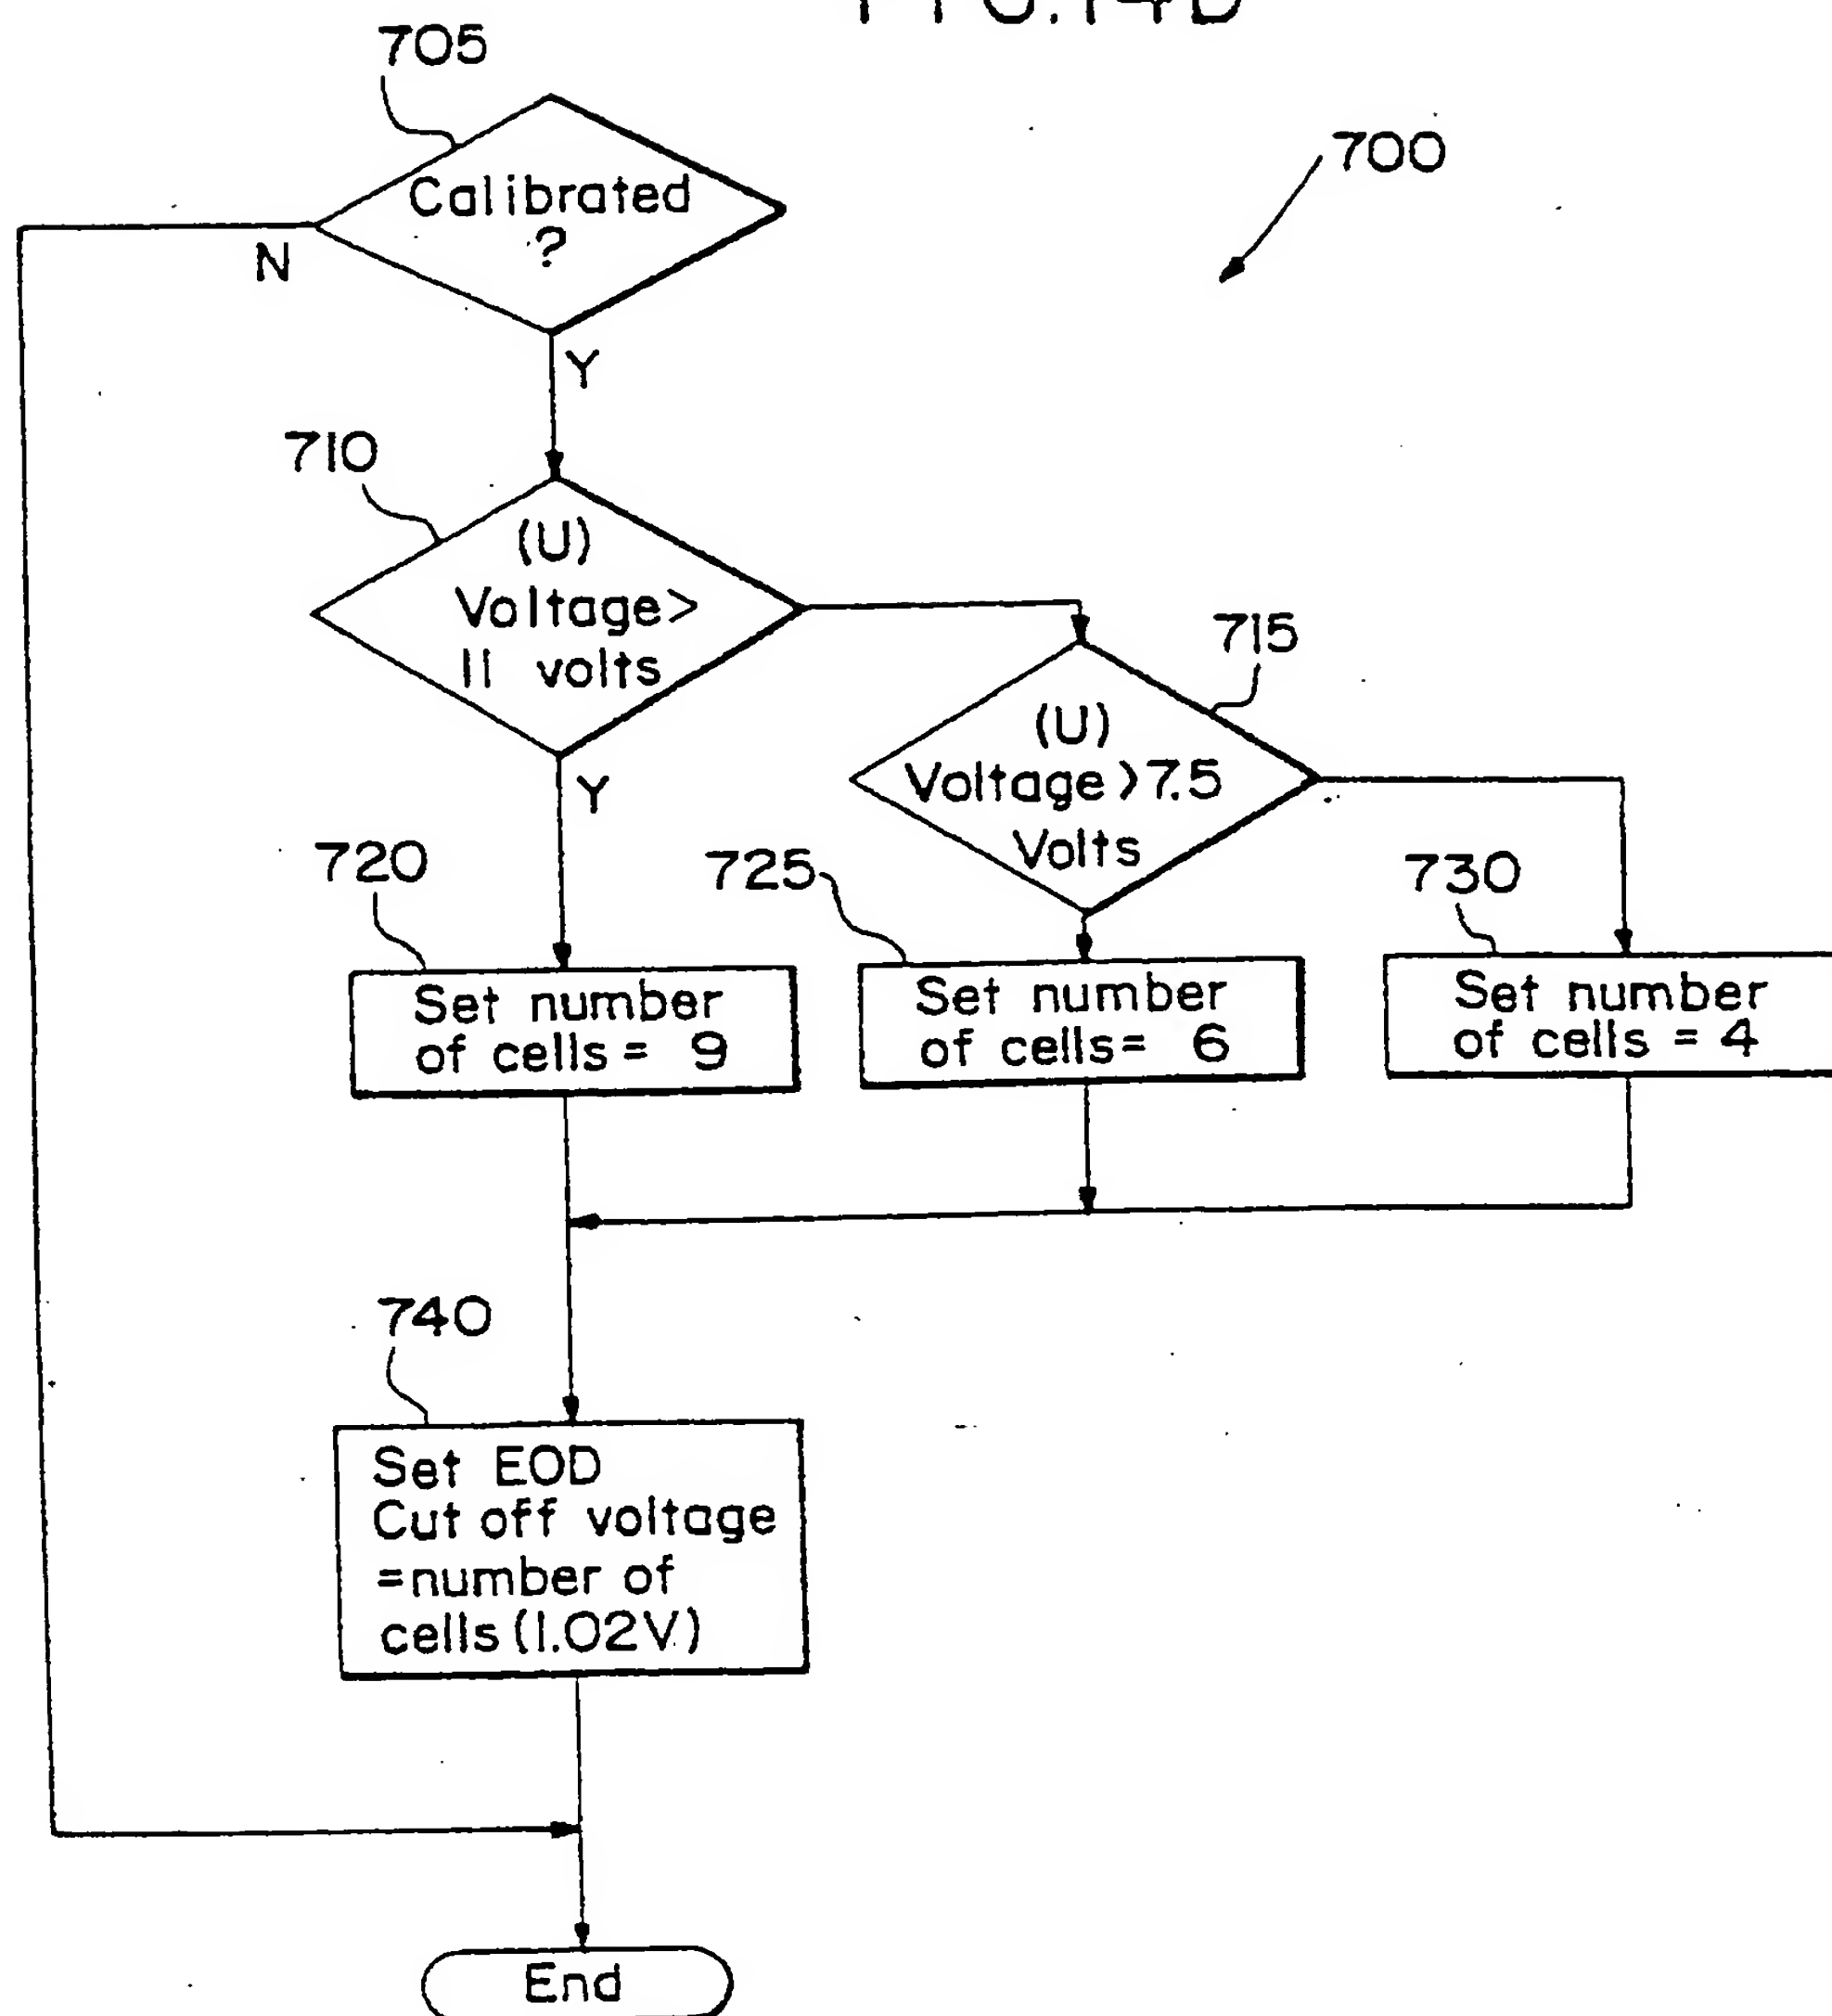 FIG.14D
705
700
Calibrated
?
N
Y
710
(U)
Voltage>
11 volts
715
(U)
Voltage>7.5
Volts
Y
720
725
730
Set number
of cells= 9
Set number
of cells= 6
Set number
of cells =4
740
Set EOD
Cut off voltage
=number of
cells(1.02V)
End